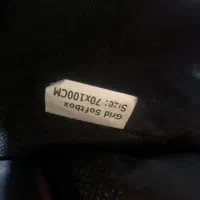 Grid Softbox
Size: 70x100CM